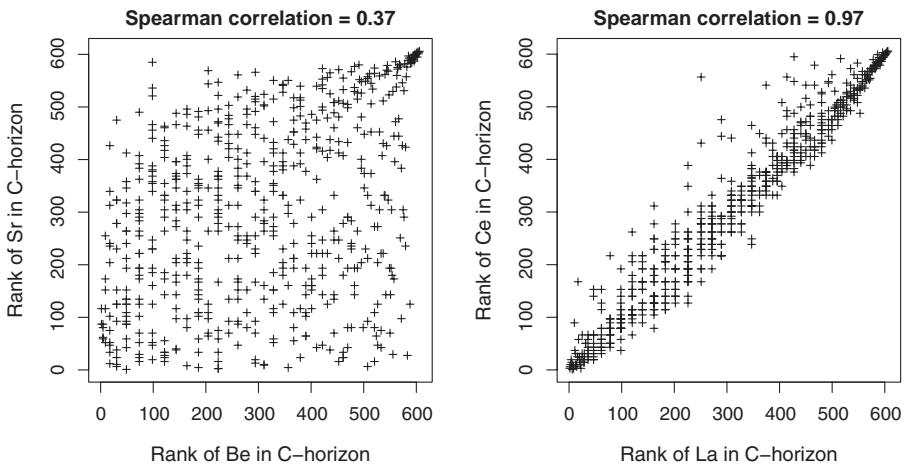 Spearman correlation = 0.37
Rank of Sr in C−horizon
600
500
400
300
200
100
0
0 100 200 300 400 500 600
Rank of Be in C−horizon
Spearman correlation = 0.97
Rank of Ce in C−horizon
600
500
400
300
200
100
0
0 100 200 300 400 500 600
Rank of La in C−horizon